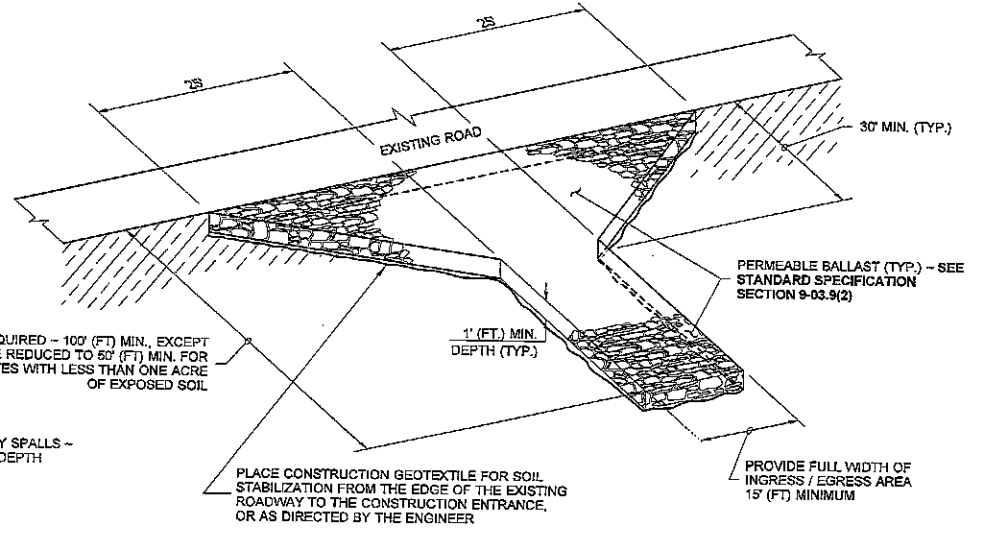 25'
25'
EXISTING ROAD
30' MIN. (TYP.)
PERMEABLE BALLAST (TYP.) ~ SEE
STANDARD SPECIFICATION
SECTION 9-03.9(2)
QUIRED ~ 100' (FT) MIN., EXCEPT
E REDUCED TO 50' (FT) MIN. FOR
TES WITH LESS THAN ONE ACRE
OF EXPOSED SOIL
1' (FT.) MIN.
DEPTH (TYP.)
Y SPALLS ~
DEPTH
PLACE CONSTRUCTION GEOTEXTILE FOR SOIL
STABILIZATION FROM THE EDGE OF THE EXISTING
ROADWAY TO THE CONSTRUCTION ENTRANCE,
OR AS DIRECTED BY THE ENGINEER
PROVIDE FULL WIDTH OF
INGRESS / EGRESS AREA
15' (FT) MINIMUM